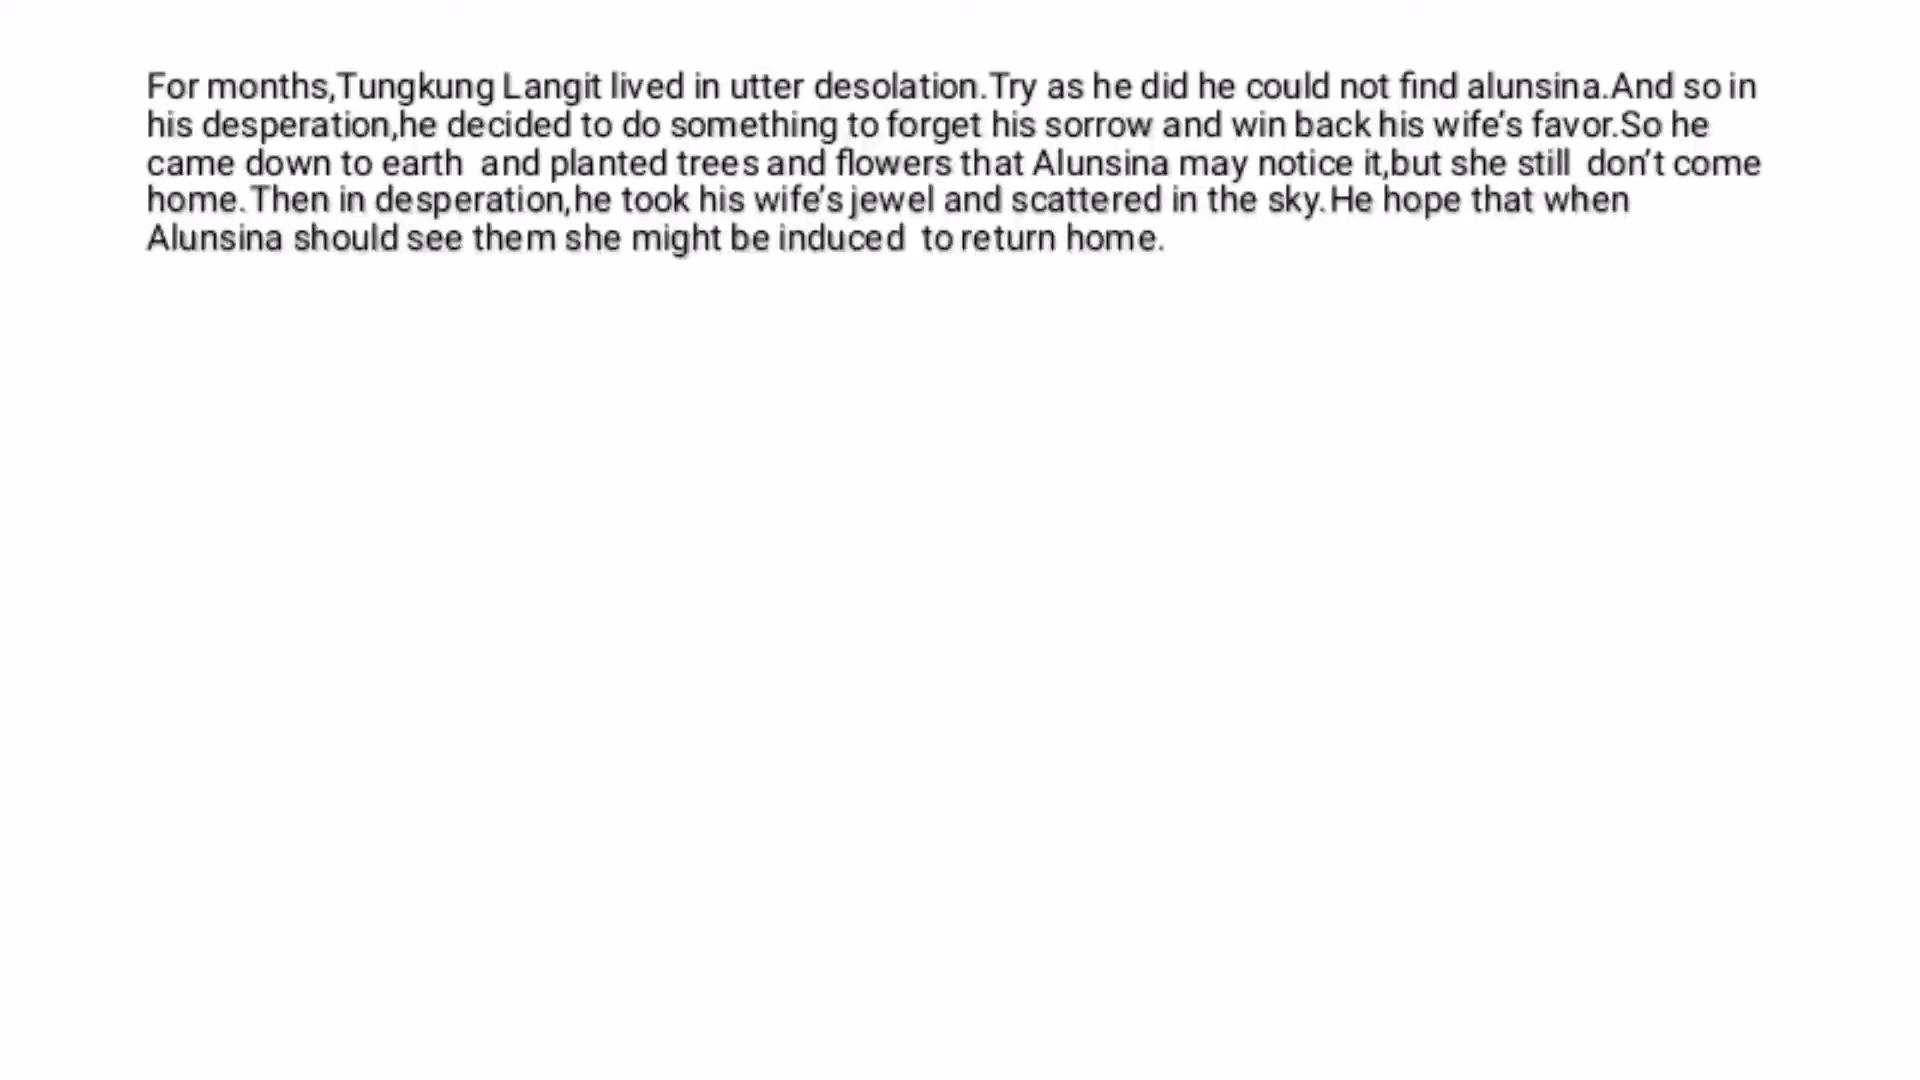 For months,Tungkung Langit lived in utter desolation.Try as he did he could not find alunsina.And so in
his desperation,he decided to do something to forget his sorrow and win back his wife’s favor.So he
came down to earth  and planted trees and flowers that Alunsina may notice it,but she still  don’t come
home.Then in desperation,he took his wife’s jewel and scattered in the sky.He hope that when
Alunsina should see them she might be induced  to return home.